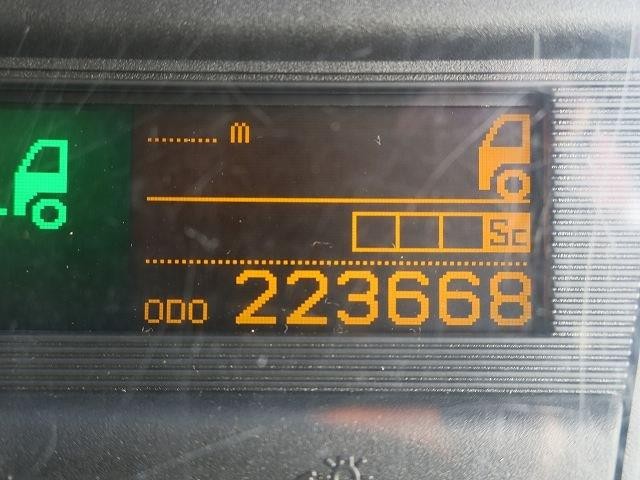 ........ m
Sc
ODO 223668